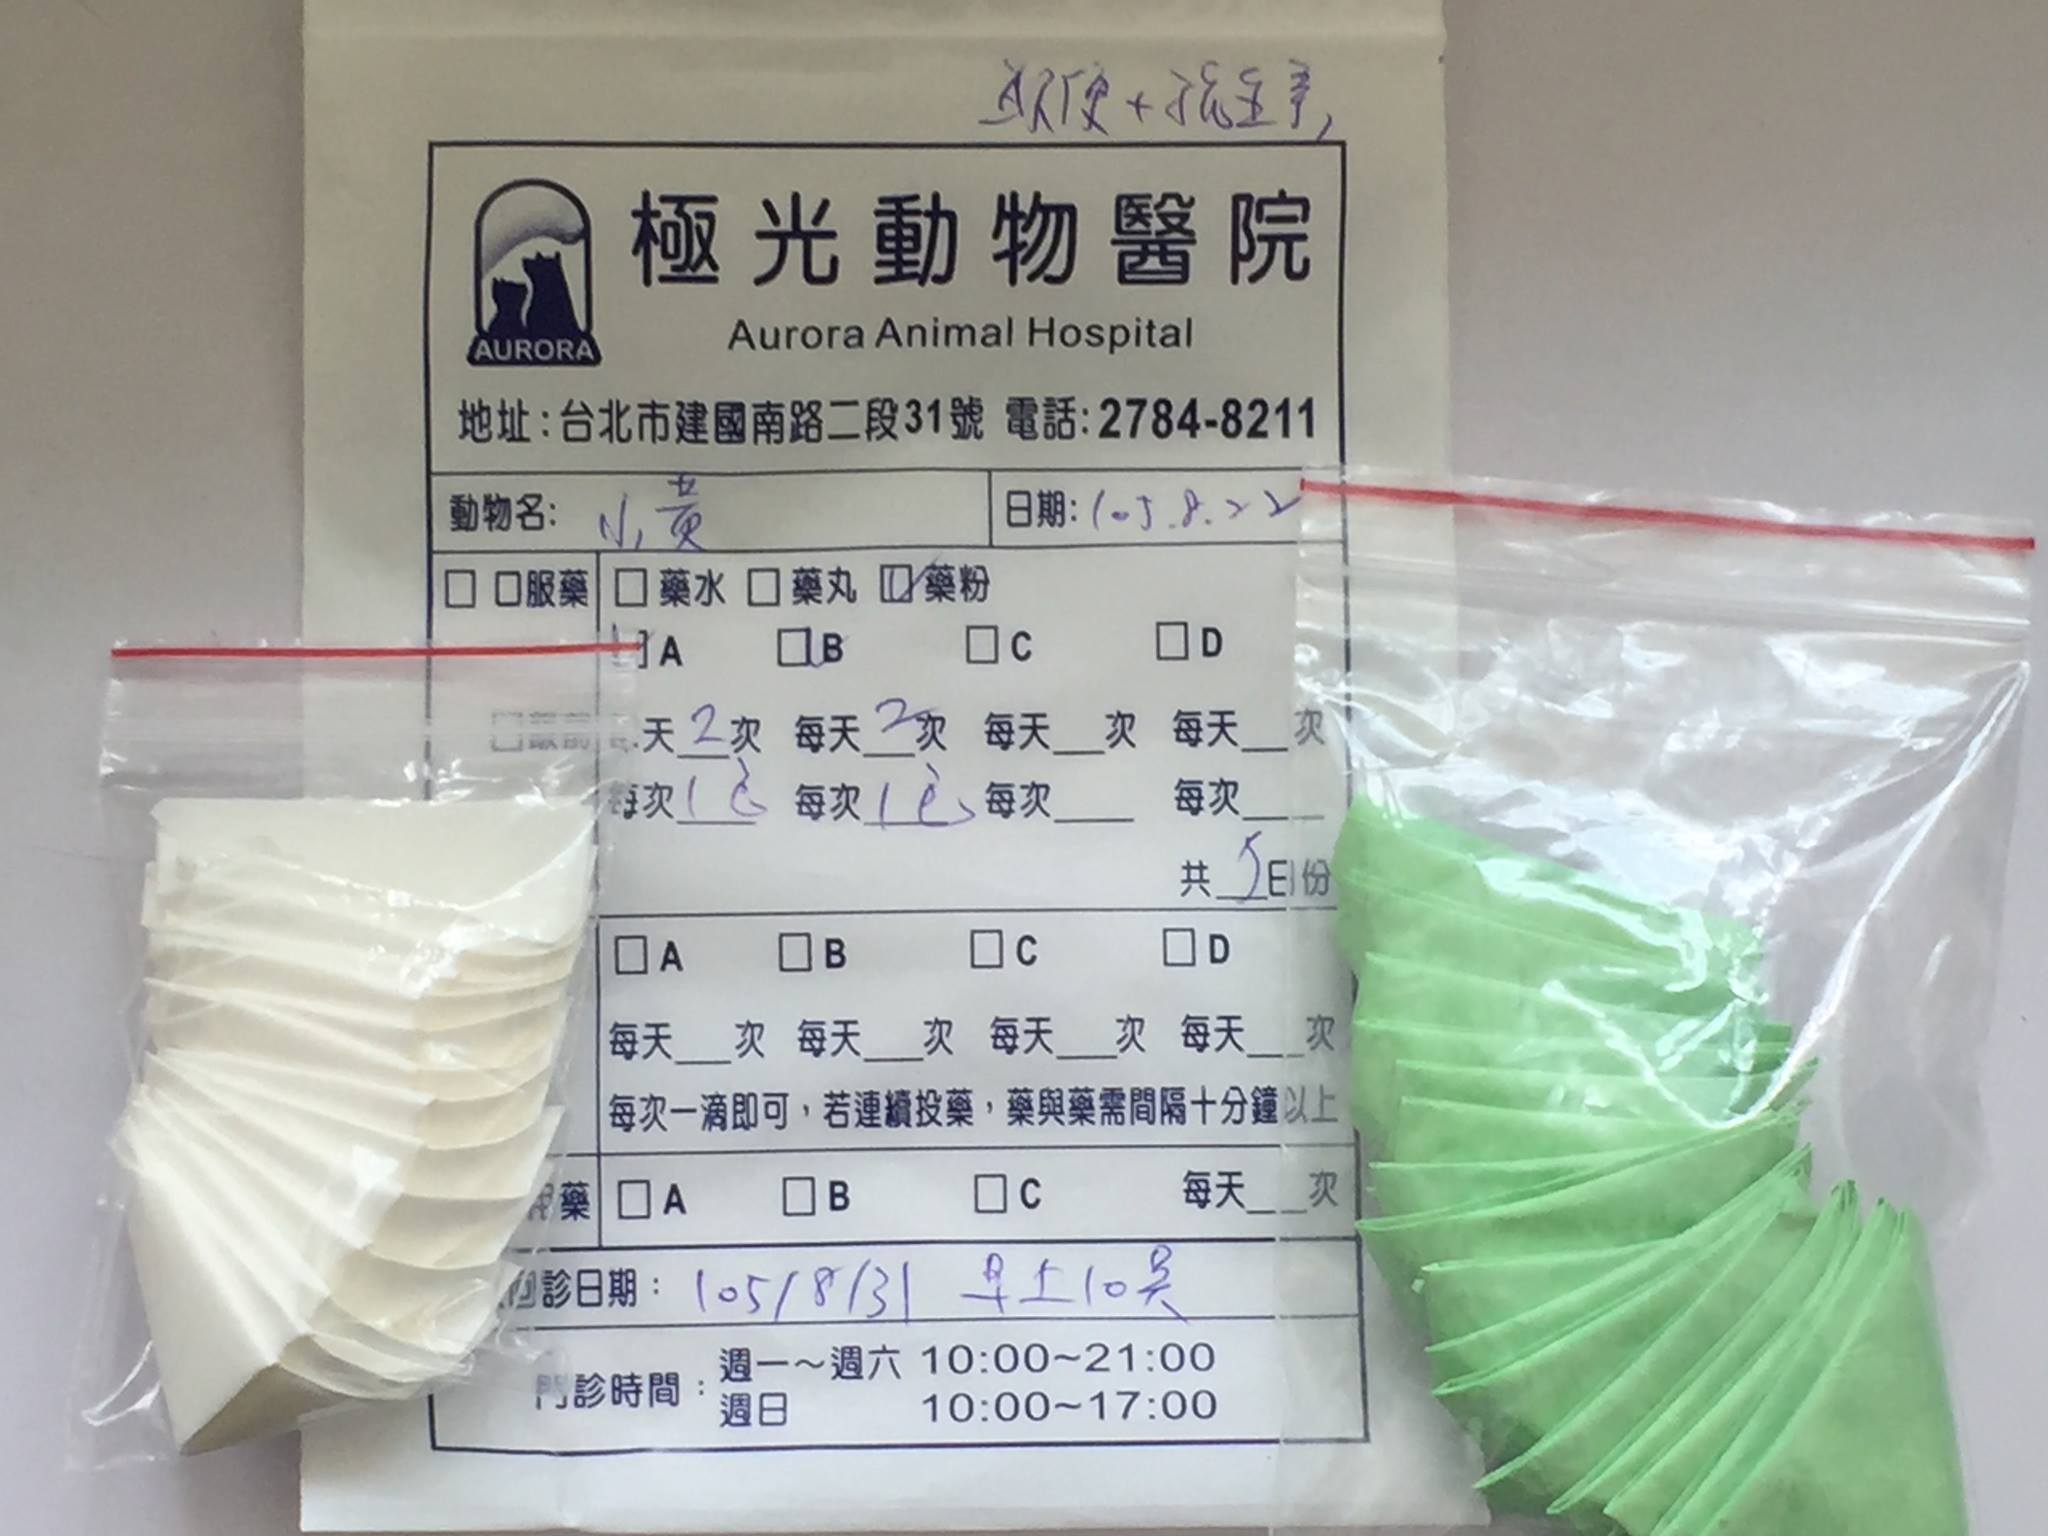 軟便+抗生素
極光動物醫院
AURORA
Aurora Animal Hospital
地址:台北市建國南路二段31號 電話:2784-8211
動物名: 小黃 日期:105.8.22
口服藥 藥水 藥丸 藥粉
A B C D
天2次 每天2次 每天__次 每天__次
每次1包 每次1包 每次___ 每次___
共5日份
A B C D
每天__次 每天__次 每天__次 每天__次
每次一滴即可，若連續投藥，藥與藥需間隔十分鐘以上
藥 A B C 每天__次
回診日期: 105/8/31 早上10點
門診時間: 週一～週六 10:00~21:00
週日 10:00~17:00